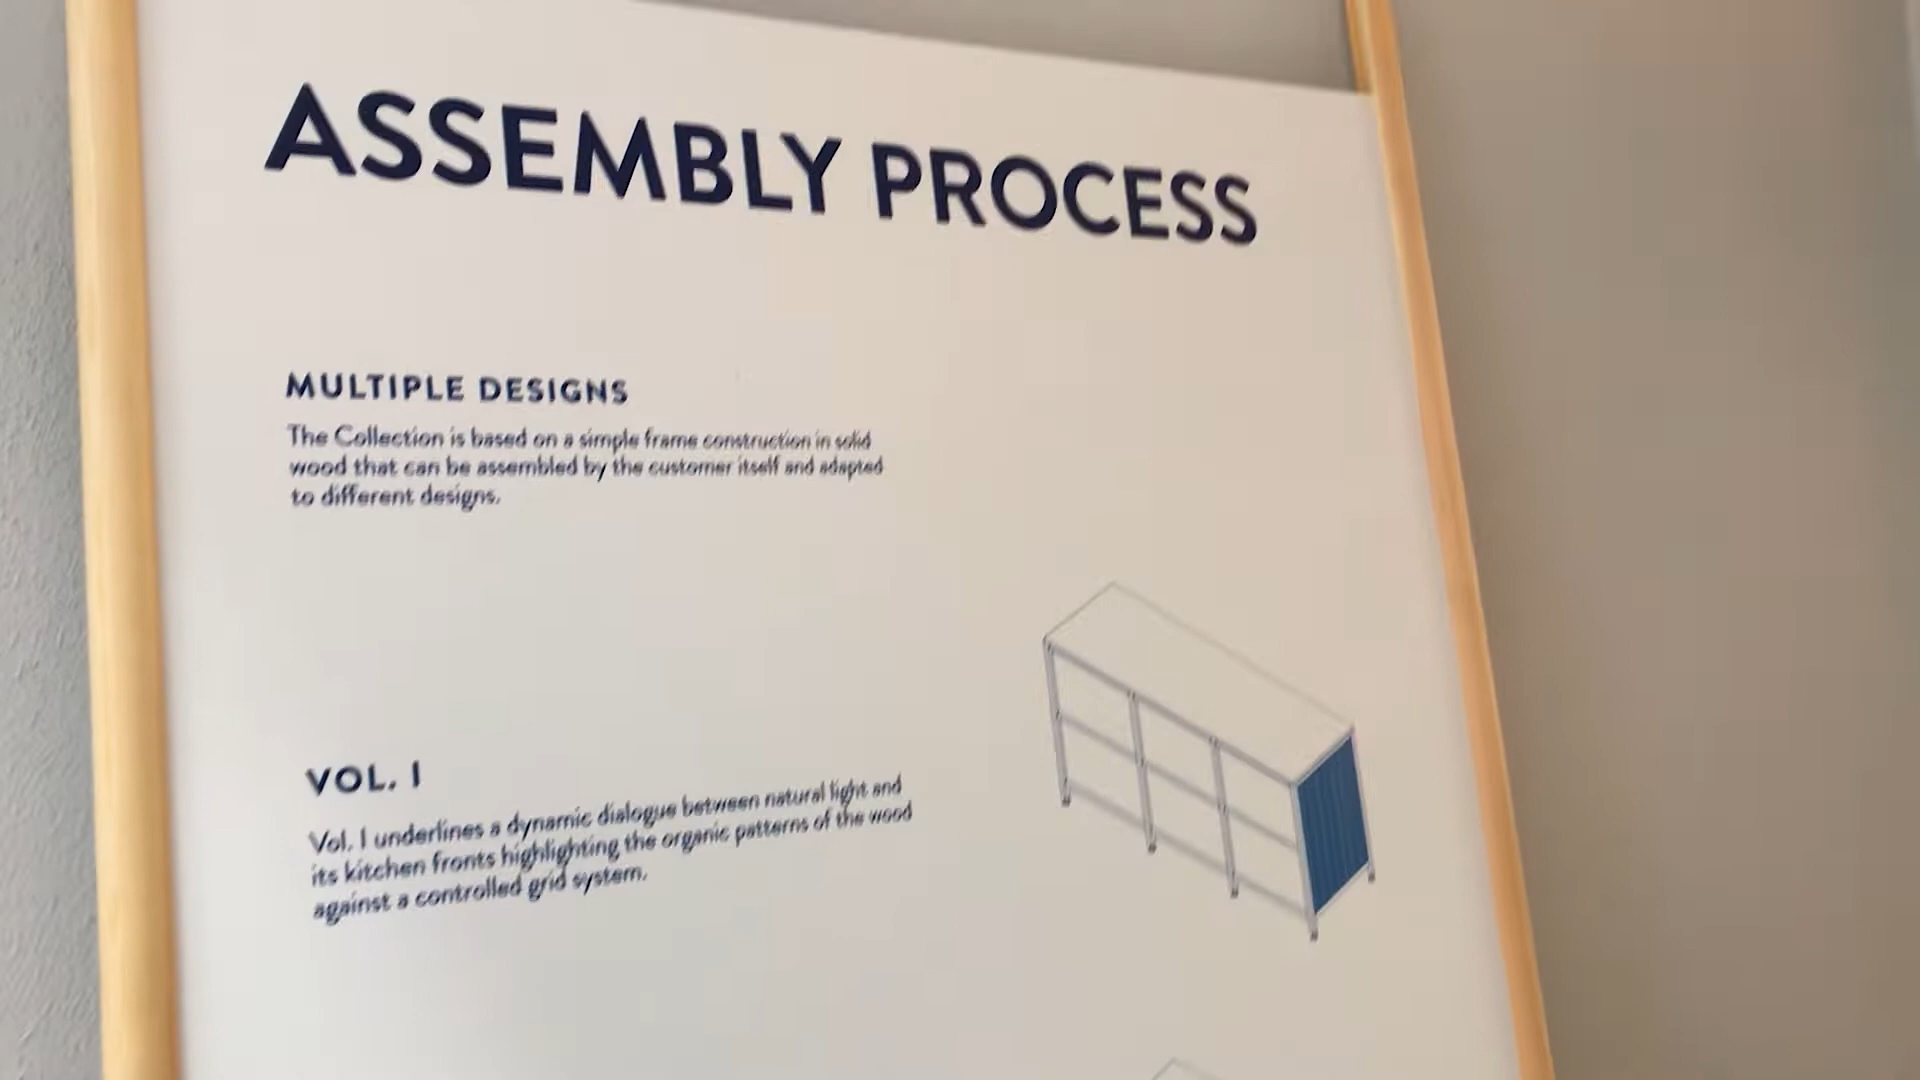 ASSEMBLY PROCESS
MULTIPLE DESIGNS
The Collection is based on a simple frame construction in solid
wood that can be assembled by the customer itself and adapted
to different designs.
VOL. I
Vol. I underlines a dynamic dialogue between natural light and
its kitchen fronts highlighting the organic patterns of the wood
against a controlled grid system.